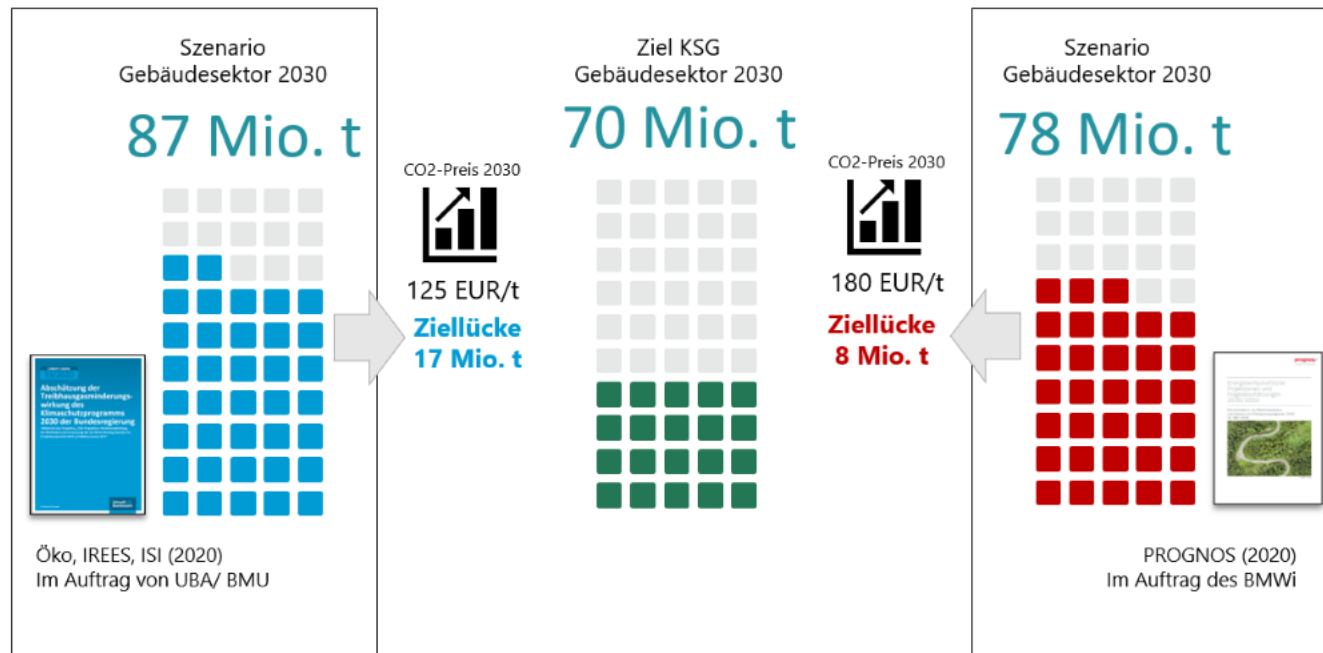 Szenario
Gebäudesektor 2030
87 Mio. t
Abschätzung der
Treibhausgasminderungs-
wirkung des
Klimaschutzprogramms
2030 der Bundesregierung
Öko, IREES, ISI (2020)
Im Auftrag von UBA/ BMU
CO2-Preis 2030
125 EUR/t
Ziellücke
17 Mio. t
Ziel KSG
Gebäudesektor 2030
70 Mio. t
CO2-Preis 2030
180 EUR/t
Ziellücke
8 Mio. t
Szenario
Gebäudesektor 2030
78 Mio. t
prognos
PROGNOS (2020)
Im Auftrag des BMWi